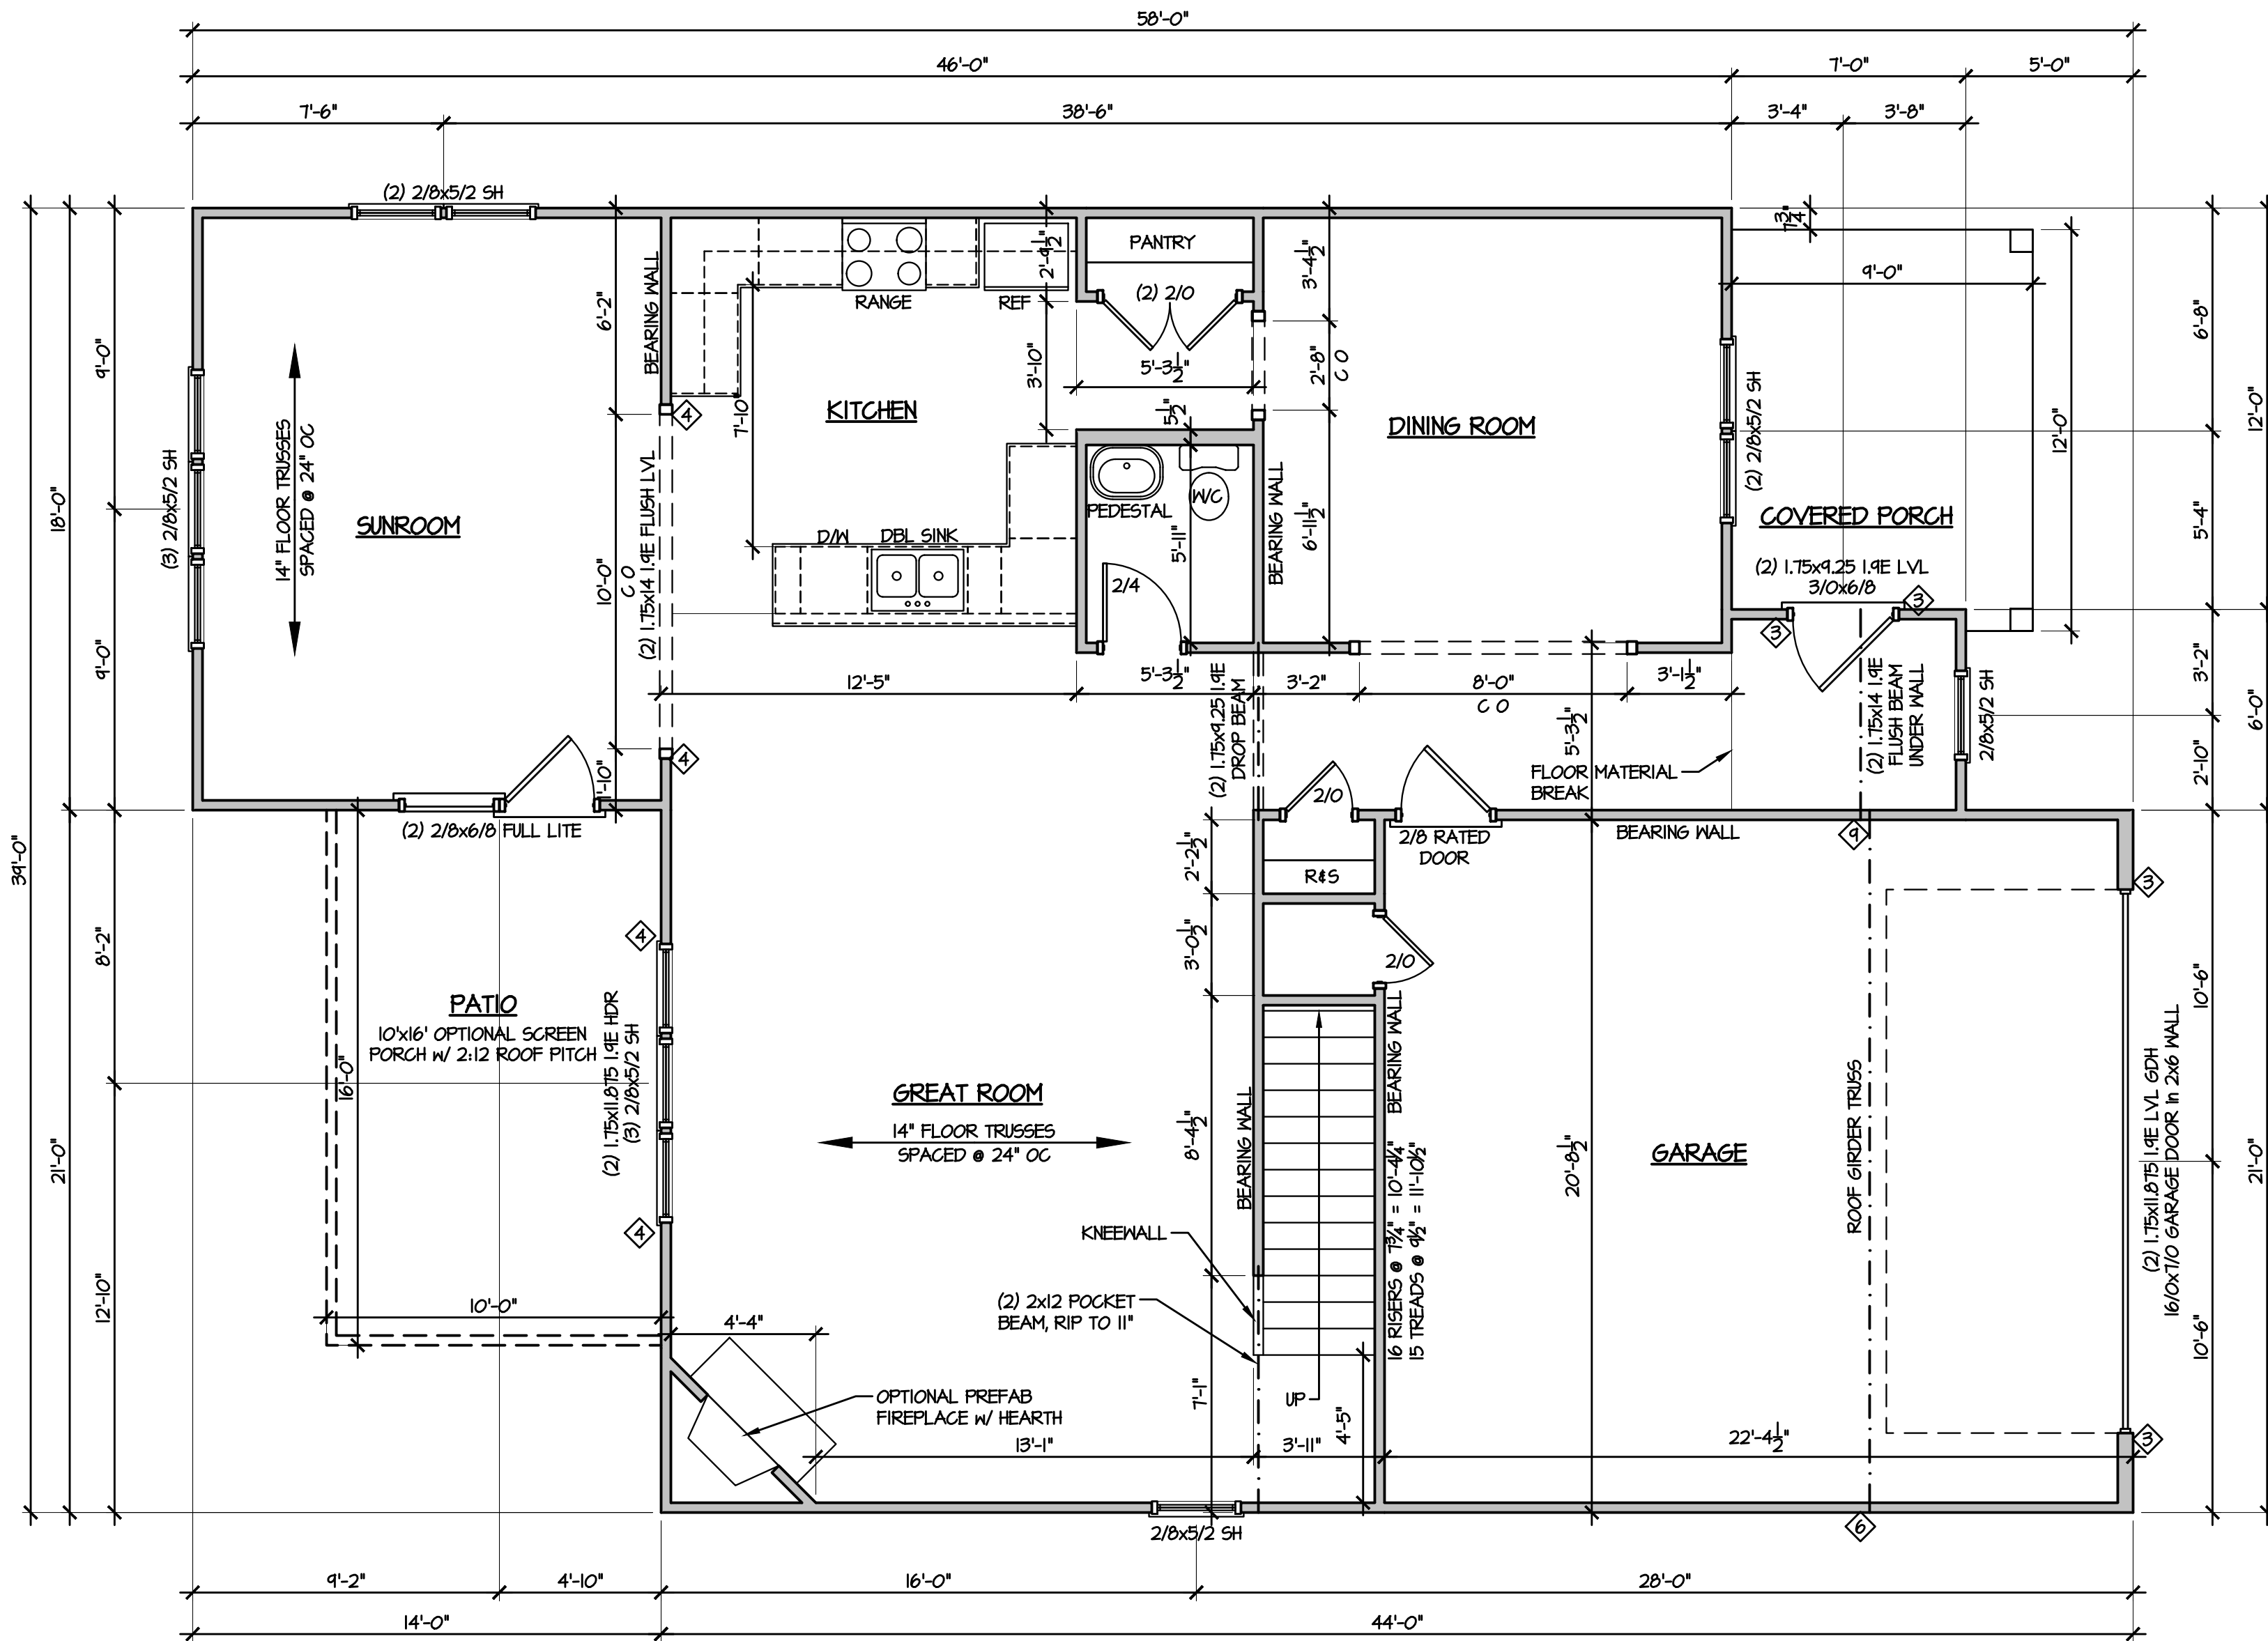 58'-0"
46'-0"
7'-0"
5'-0"
7'-6"
38'-6"
3'-4"
3'-8"
(2) 2/8x5/2 SH
PANTRY
2'-9 1/2"
3'-4 1/2"
7 3/4"
9'-0"
RANGE
REF
(2) 2/0
BEARING WALL
6'-2"
9'-0"
6'-8"
12'-0"
3'-10"
5'-3 1/2"
2'-8"
C O
12'-0"
4
7'-10"
KITCHEN
5 1/2"
DINING ROOM
(2) 2/8x5/2 SH
14" FLOOR TRUSSES
SPACED @ 24" OC
(3) 2/8x5/2 SH
18'-0"
SUNROOM
(2) 1.75x14 1.9E FLUSH LVL
10'-0"
C O
D/W
DBL SINK
PEDESTAL
W/C
5'-11"
2/4
BEARING WALL
6'-11 1/2"
COVERED PORCH
5'-4"
(2) 1.75x9.25 1.9E LVL
3/0x6/8
3
3
9'-0"
12'-5"
5'-3 1/2"
3'-2"
8'-0"
C O
3'-1 1/2"
3'-2"
6'-0"
(2) 1.75x9.25 1.9E
DROP BEAM
5'-3 1/2"
(2) 1.75x14 1.9E
FLUSH BEAM
UNDER WALL
2/8x5/2 SH
4
1'-10"
FLOOR MATERIAL
BREAK
2'-10"
2/0
(2) 2/8x6/8 FULL LITE
2/8 RATED
DOOR
BEARING WALL
9
39'-0"
2'-2 1/2"
R&S
3
8'-2"
4
3'-0 1/2"
2/0
10'-6"
PATIO
10'x16' OPTIONAL SCREEN
PORCH w/ 2:12 ROOF PITCH
16'-0"
(2) 1.75x11.875 1.9E HDR
(3) 2/8x5/2 SH
GREAT ROOM
14" FLOOR TRUSSES
SPACED @ 24" OC
8'-4 1/2"
BEARING WALL
BEARING WALL
16 RISERS @ 7 3/4" = 10'-4 1/4"
15 TREADS @ 9 1/2" = 11'-10 1/2"
20'-8 1/2"
GARAGE
ROOF GIRDER TRUSS
(2) 1.75x11.875 1.9E LVL GDH
16/0x7/0 GARAGE DOOR in 2x6 WALL
21'-0"
21'-0"
4
KNEEWALL
12'-10"
10'-0"
4'-4"
(2) 2x12 POCKET
BEAM, RIP TO 11"
10'-6"
OPTIONAL PREFAB
FIREPLACE w/ HEARTH
7'-1"
UP
4'-5"
13'-1"
3'-11"
22'-4 1/2"
3
2/8x5/2 SH
6
9'-2"
4'-10"
16'-0"
28'-0"
14'-0"
44'-0"